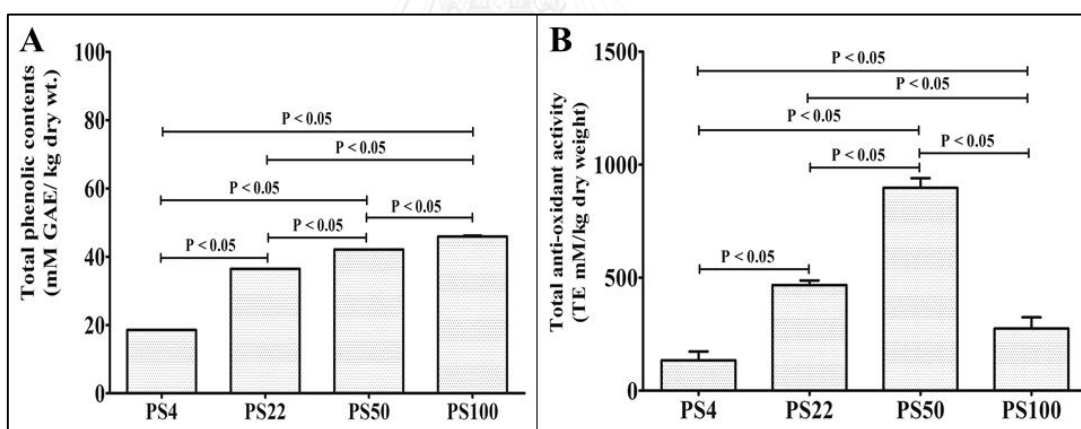 A
Total phenolic contents
(mM GAE/ kg dry wt.)
100
80
60
40
20
0
P < 0.05
P < 0.05
P < 0.05
P < 0.05
P < 0.05
P < 0.05
PS4 PS22 PS50 PS100
B
Total anti-oxidant activity
(TE mM/kg dry weight)
1500
1000
500
0
P < 0.05
P < 0.05
P < 0.05
P < 0.05
P < 0.05
P < 0.05
PS4 PS22 PS50 PS100